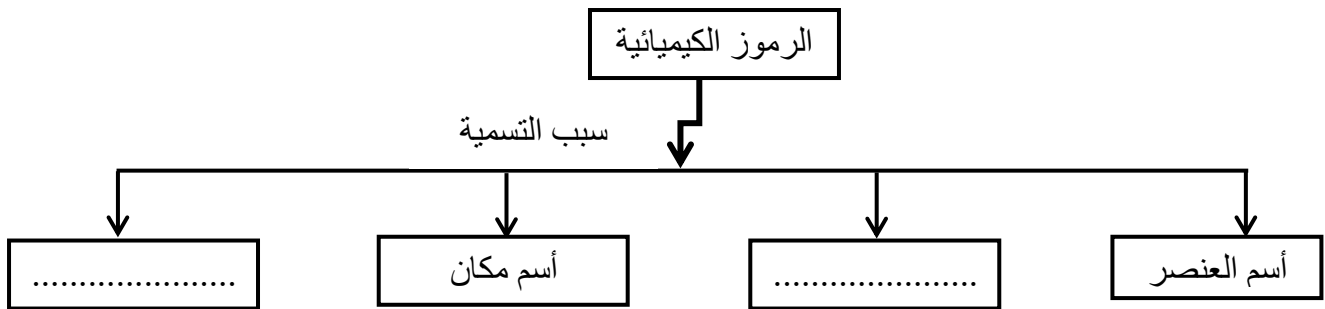 الرموز الكيميائية
سبب التسمية
أسم العنصر
......................
أسم مكان
......................